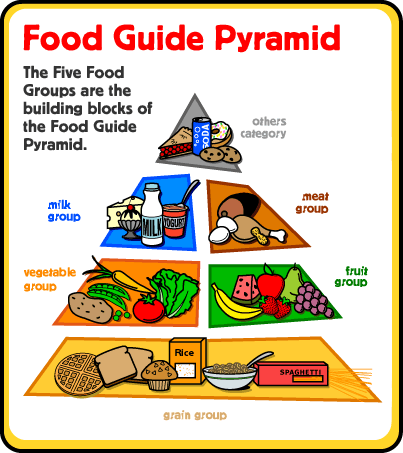 Food Guide Pyramid
The Five Food
Groups are the
building blocks of
the Food Guide
Pyramid.
others
category
SODA
milk
group
MILK
YOGURT
meat
group
vegetable
group
fruit
group
Rice
SPAGHETTI
grain group